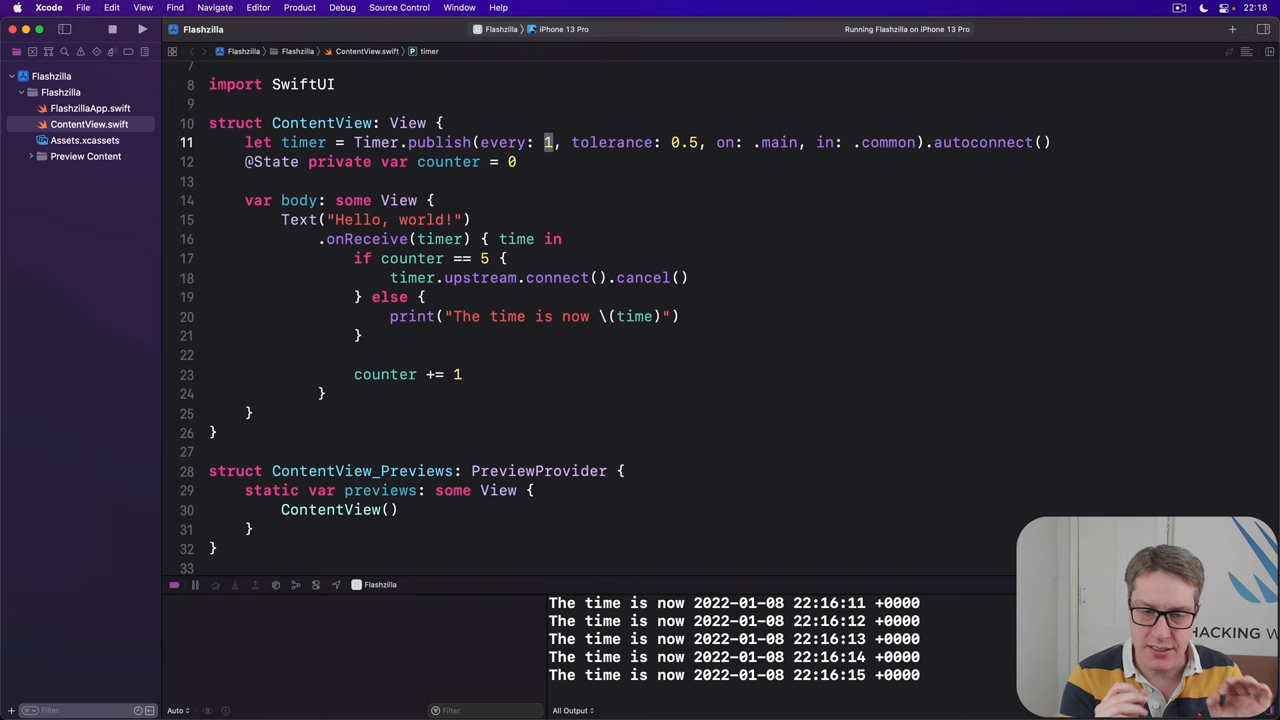 Xcode File Edit View Find Navigate Editor Product Debug Source Control Window Help 22:18
Flashzilla Flashzilla iPhone 13 Pro Running Flashzilla on iPhone 13 Pro
Flashzilla Flashzilla ContentView.swift timer
Flashzilla
Flashzilla
FlashzillaApp.swift
ContentView.swift
Assets.xcassets
Preview Content
7
8 import SwiftUI
9
10 struct ContentView: View {
11 let timer = Timer.publish(every: 1, tolerance: 0.5, on: .main, in: .common).autoconnect()
12 @State private var counter = 0
13
14 var body: some View {
15 Text("Hello, world!")
16 .onReceive(timer) { time in
17 if counter == 5 {
18 timer.upstream.connect().cancel()
19 } else {
20 print("The time is now \(time)")
21 }
22
23 counter += 1
24 }
25 }
26 }
27
28 struct ContentView_Previews: PreviewProvider {
29 static var previews: some View {
30 ContentView()
31 }
32 }
33
Flashzilla
The time is now 2022-01-08 22:16:11 +0000
The time is now 2022-01-08 22:16:12 +0000
The time is now 2022-01-08 22:16:13 +0000
The time is now 2022-01-08 22:16:14 +0000
The time is now 2022-01-08 22:16:15 +0000
Filter Auto Filter All Output
HACKING W